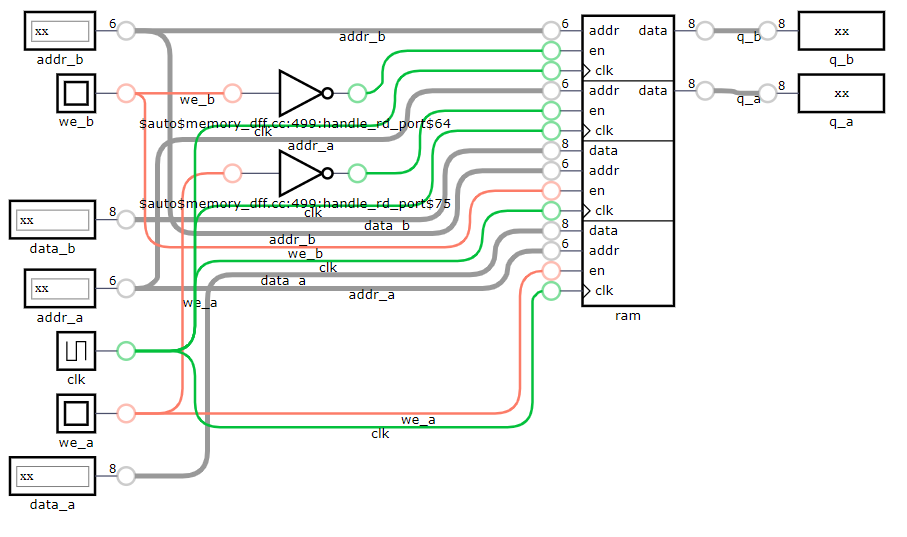 xx 6 addr_b 6 addr data 8 8 xx
addr_b q_b q_b
en
clk
we_b we_b 6 addr data 8 8 xx
q_a q_a
en
$auto$memory_dff.cc:499:handle_rd_port$64
clk clk
addr_a 8 data
6 addr
en
$auto$memory_dff.cc:499:handle_rd_port$75
clk clk
xx 8 data_b
data_b addr_b 8 data
we_b 6 addr
clk en
xx 6 data_a clk
addr_a addr_a
we_a ram
clk
we_a we_a
clk
xx 8
data_a